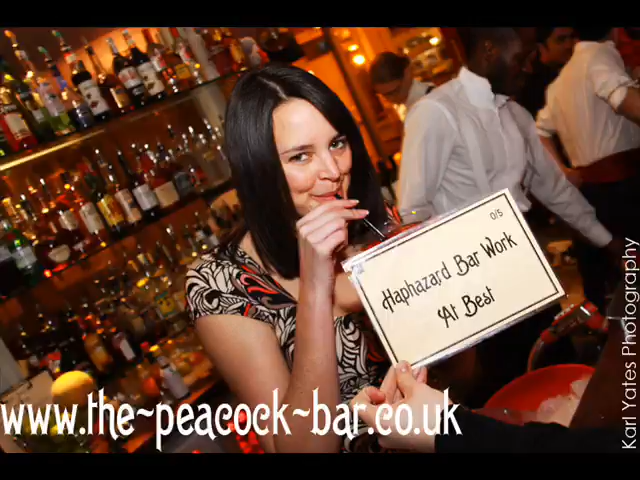 0/5
Haphazard Bar Work
At Best
www.the~peacock~bar.co.uk
Karl Yates Photography